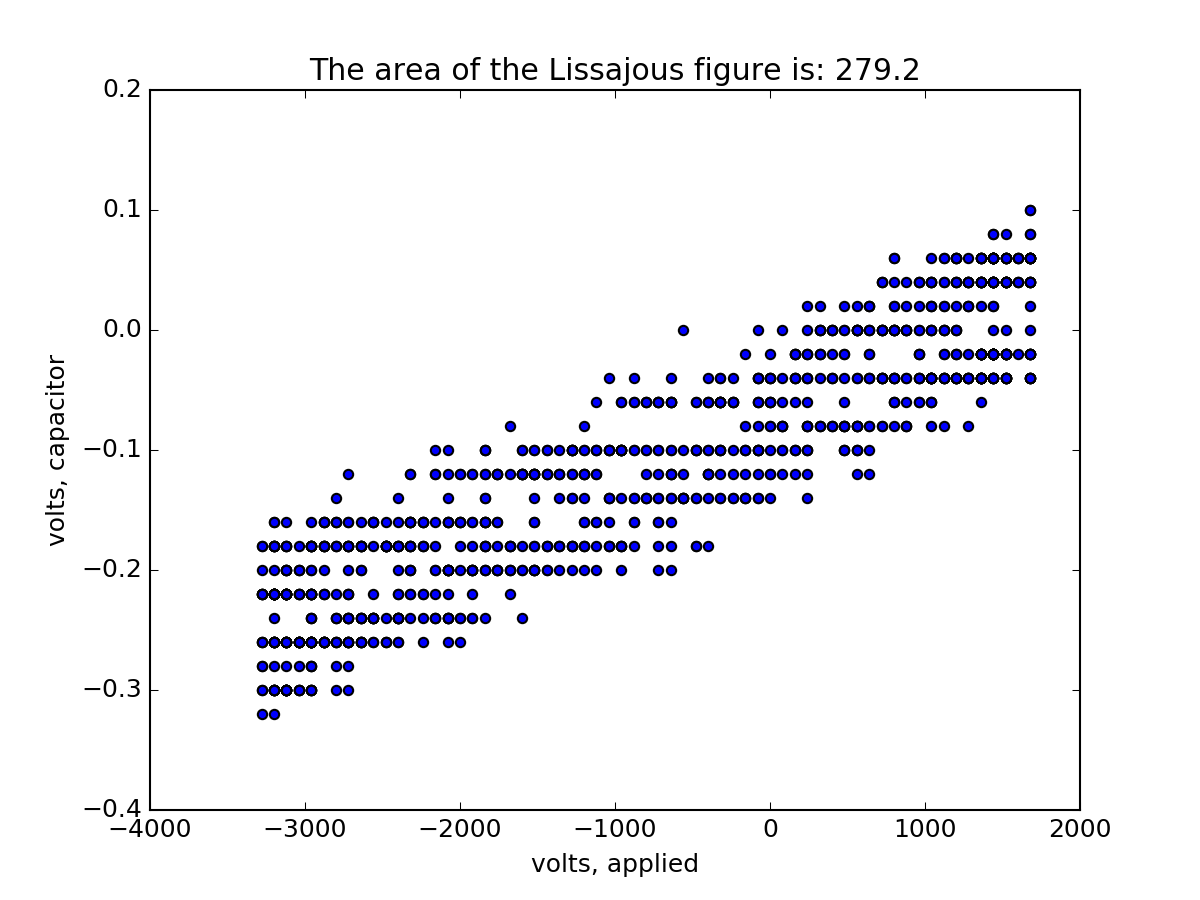 The area of the Lissajous figure is: 279.2
0.2
0.1
0.0
−0.1
−0.2
−0.3
−0.4
volts, capacitor
−4000 −3000 −2000 −1000 0 1000 2000
volts, applied